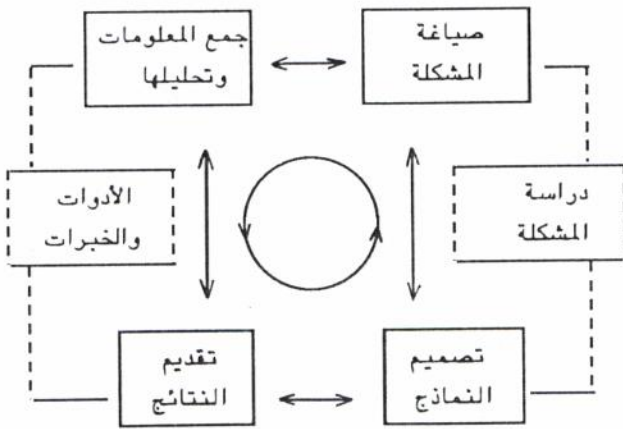 صياغة
المشكلة
جمع المعلومات
وتحليلها
دراسة
المشكلة
الأدوات
والخبرات
تصميم
النماذج
تقديم
النتائج